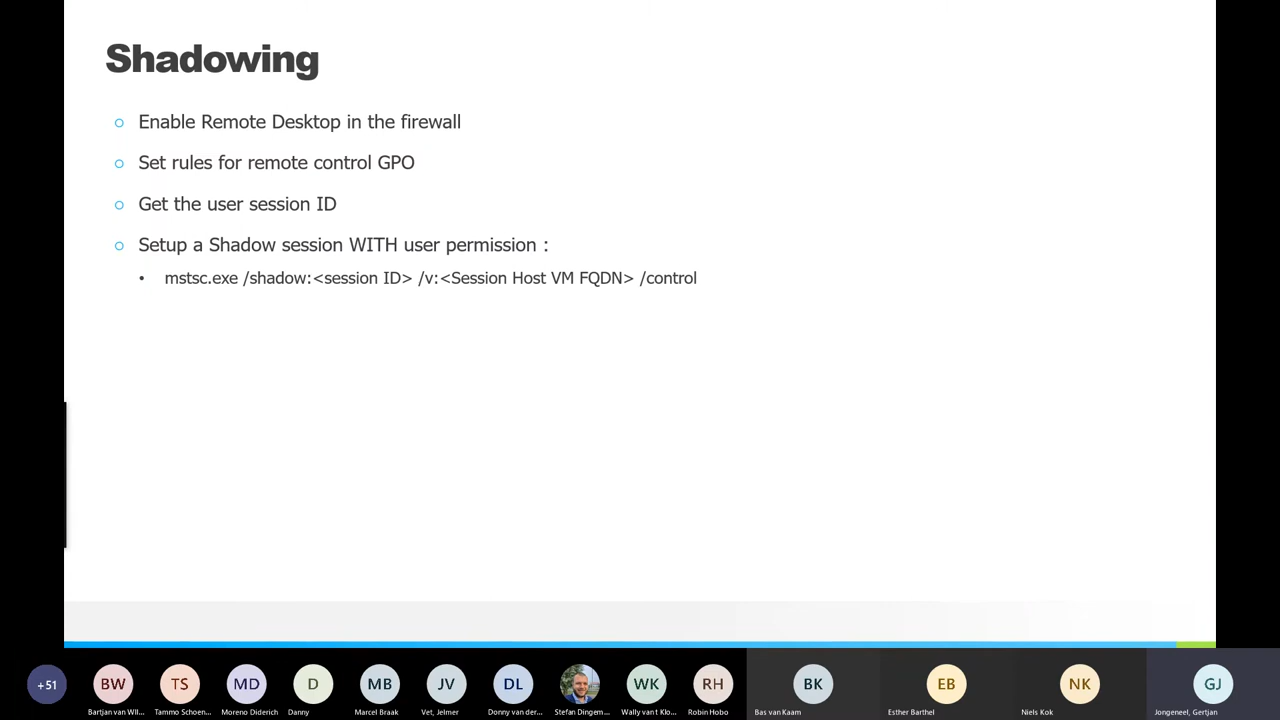 Shadowing
Enable Remote Desktop in the firewall
Set rules for remote control GPO
Get the user session ID
Setup a Shadow session WITH user permission :
mstsc.exe /shadow:<session ID> /v:<Session Host VM FQDN> /control
+51
BW
TS
MD
D
MB
JV
DL
WK
RH
BK
EB
NK
GJ
Bartjan van Wll...
Tammo Schoen...
Moreno Diderich
Danny
Marcel Braak
Vet, Jelmer
Donny van der...
Stefan Dingem...
Wally van t Klo...
Robin Hobo
Bas van Kaam
Esther Barthel
Niels Kok
Jongeneel, Gertjan